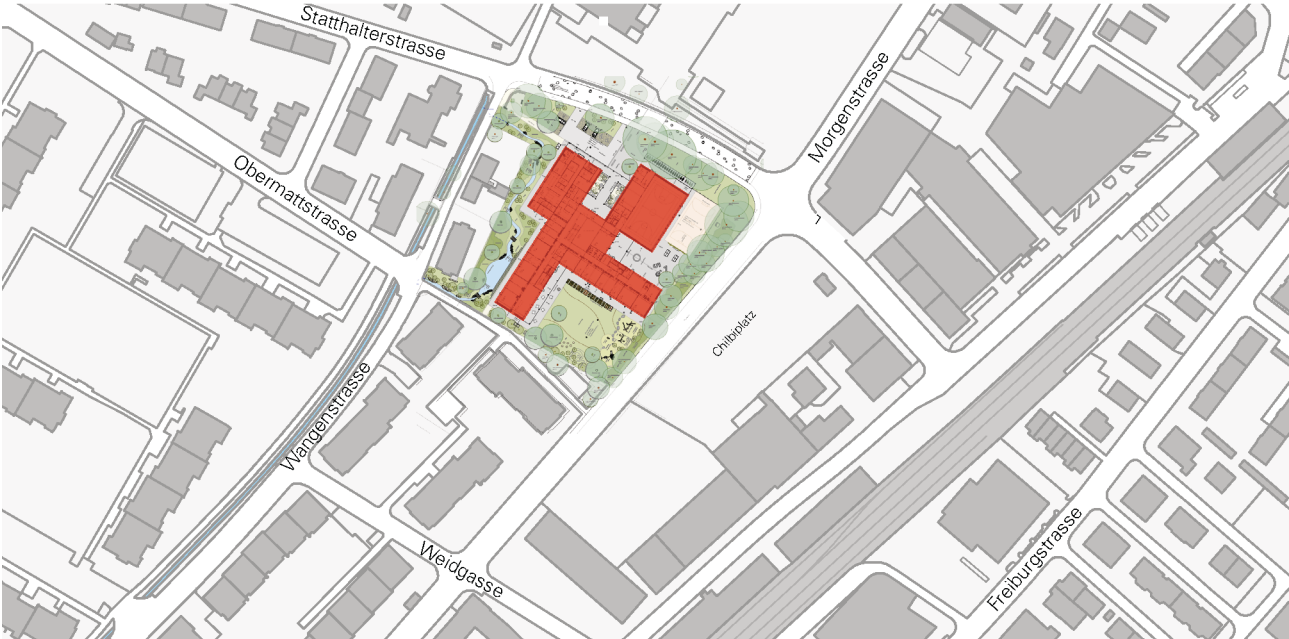 Statthalterstrasse
Morgenstrasse
Obermattstrasse
Chilbiplatz
Wangenstrasse
Weidgasse
Freiburgstrasse